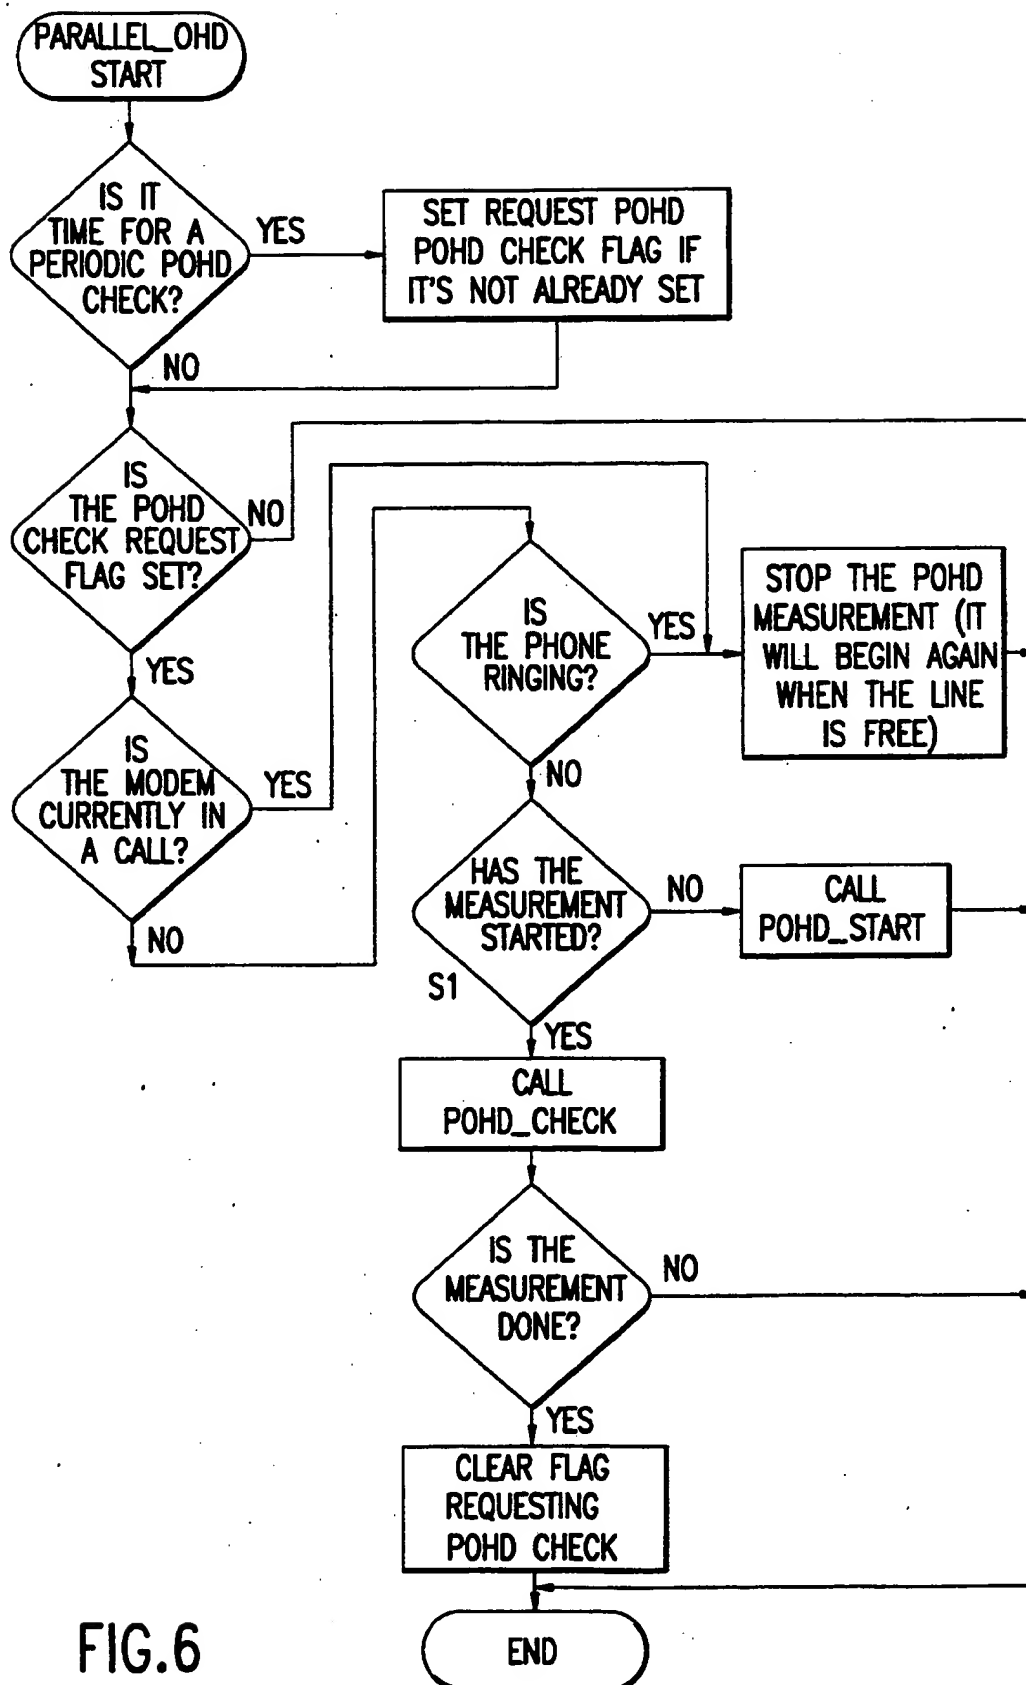 PARALLEL_OHD
START
IS IT
TIME FOR A
PERIODIC POHD
CHECK?
YES
SET REQUEST POHD
POHD CHECK FLAG IF
IT'S NOT ALREADY SET
NO
IS
THE POHD
CHECK REQUEST
FLAG SET?
NO
YES
IS
THE MODEM
CURRENTLY IN
A CALL?
YES
NO
IS
THE PHONE
RINGING?
YES
STOP THE POHD
MEASUREMENT (IT
WILL BEGIN AGAIN
WHEN THE LINE
IS FREE)
NO
HAS THE
MEASUREMENT
STARTED?
S1
NO
CALL
POHD_START
YES
CALL
POHD_CHECK
IS THE
MEASUREMENT
DONE?
NO
YES
CLEAR FLAG
REQUESTING
POHD CHECK
END
FIG.6